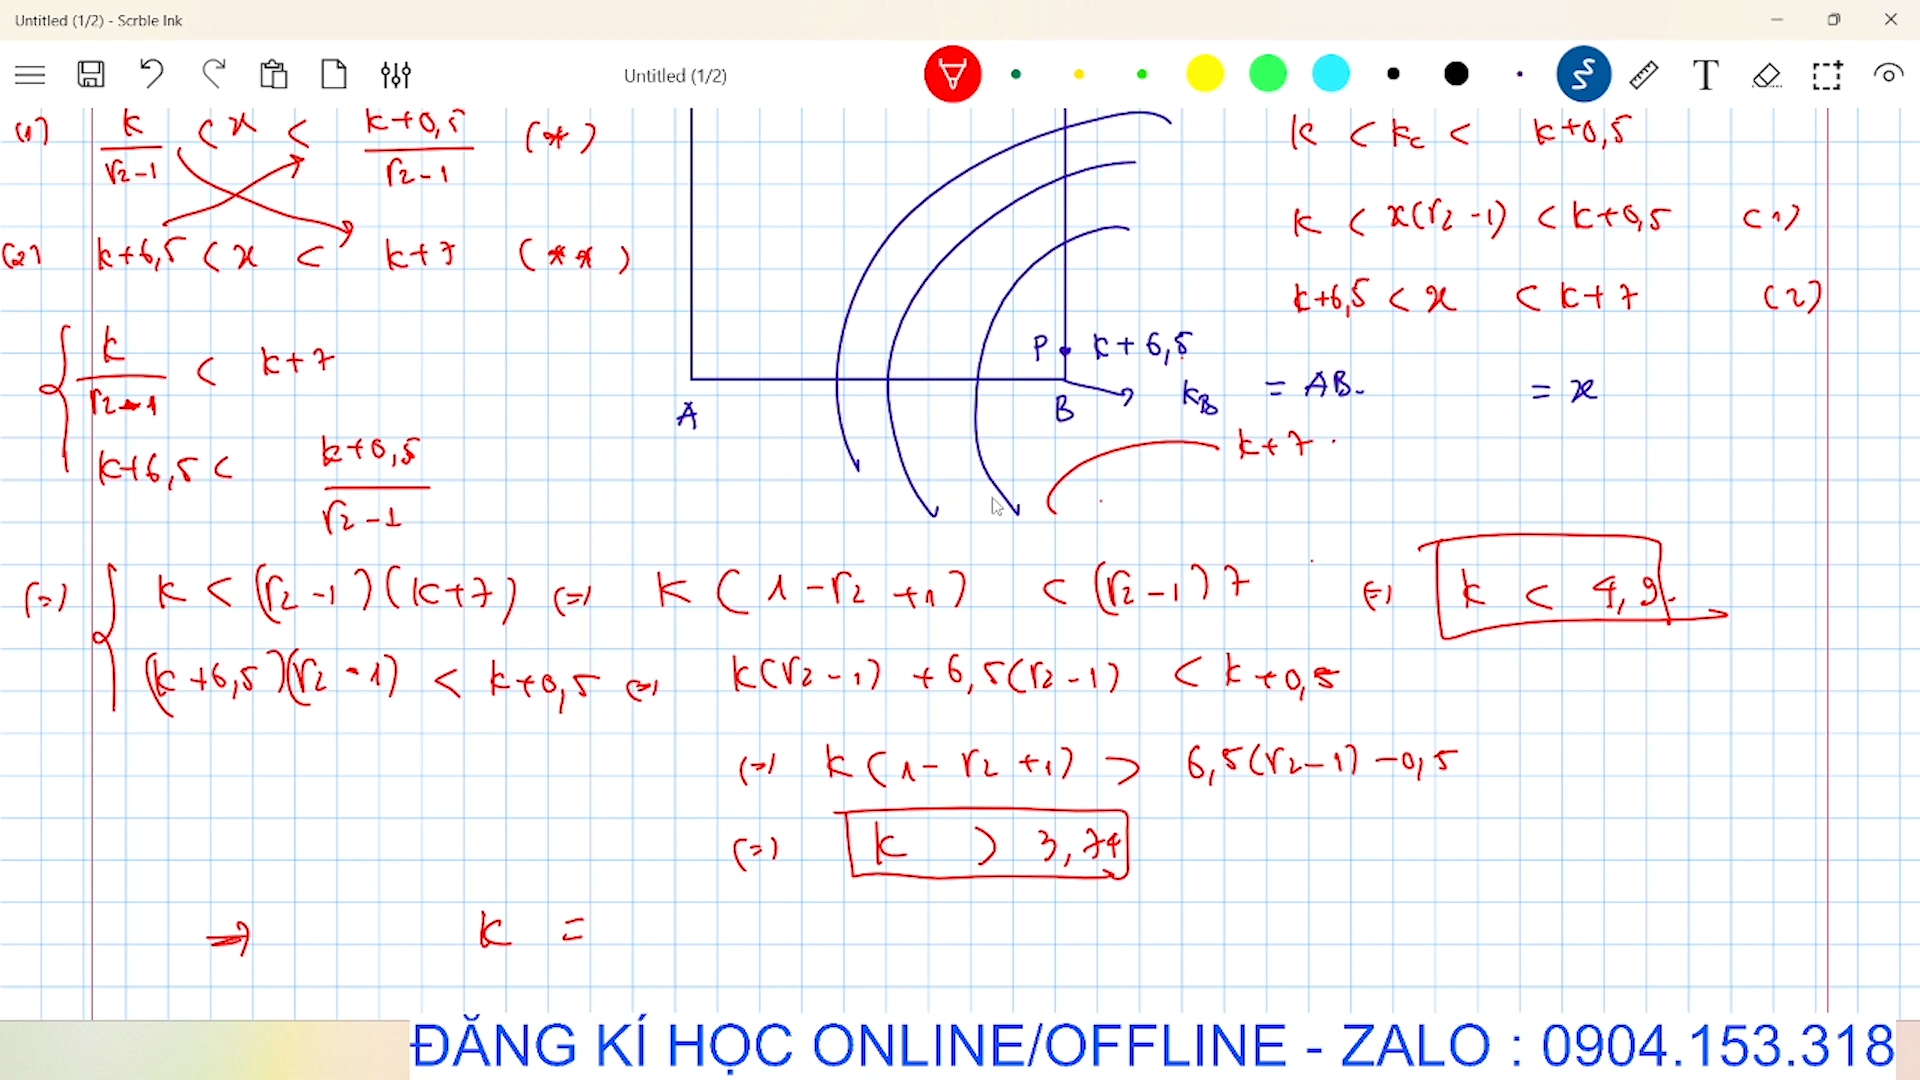 Untitled (1/2) - Scrble Ink
Untitled (1/2)
(1) k/(√2-1) < x < (k+0,5)/(√2-1) (*)
(2) k+6,5 < x < k+7 (**)
k/(√2-1) < k+7
k+6,5 < (k+0,5)/(√2-1)
k < kc < k+0,5
k < x(√2-1) < k+0,5 (1)
k+6,5 < x < k+7 (2)
P k+6,5
A B kB = AB. = x
k+7
(=) k < (√2-1)(k+7) (=) k(1-√2+1) < (√2-1)7 (=) k < 4,9.
(k+6,5)(√2-1) < k+0,5 (=) k(√2-1) + 6,5(√2-1) < k+0,5
(=) k(1-√2+1) > 6,5(√2-1) -0,5
(=) k > 3,74
⇒ k =
ĐĂNG KÍ HỌC ONLINE/OFFLINE - ZALO : 0904.153.318